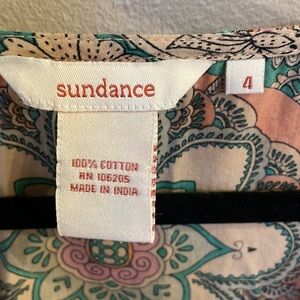 sundance
4
100% COTTON
RN 106205
MADE IN INDIA